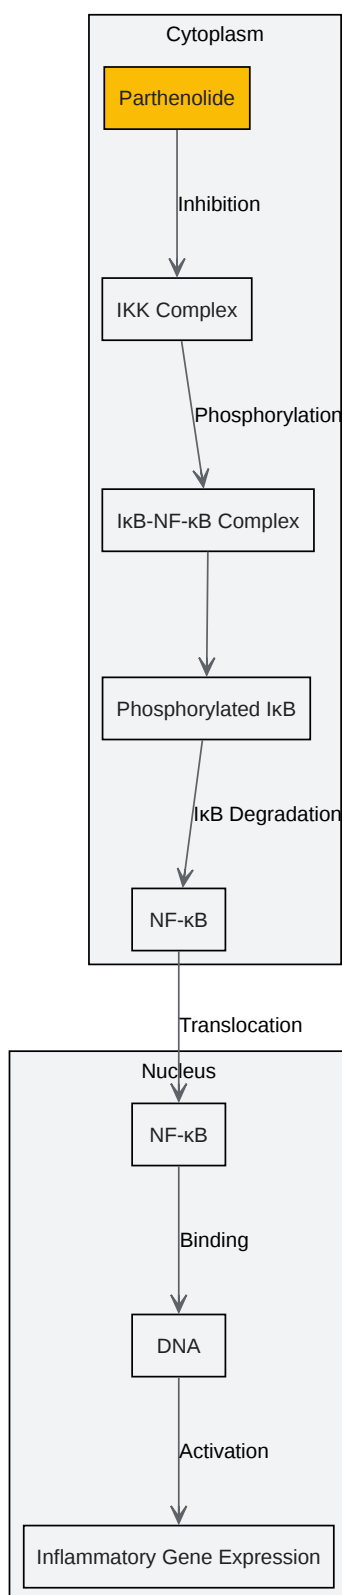 Cytoplasm
Parthenolide
Inhibition
IKK Complex
Phosphorylation
IκB-NF-κB Complex
Phosphorylated IκB
IκB Degradation
NF-κB
Translocation
Nucleus
NF-κB
Binding
DNA
Activation
Inflammatory Gene Expression